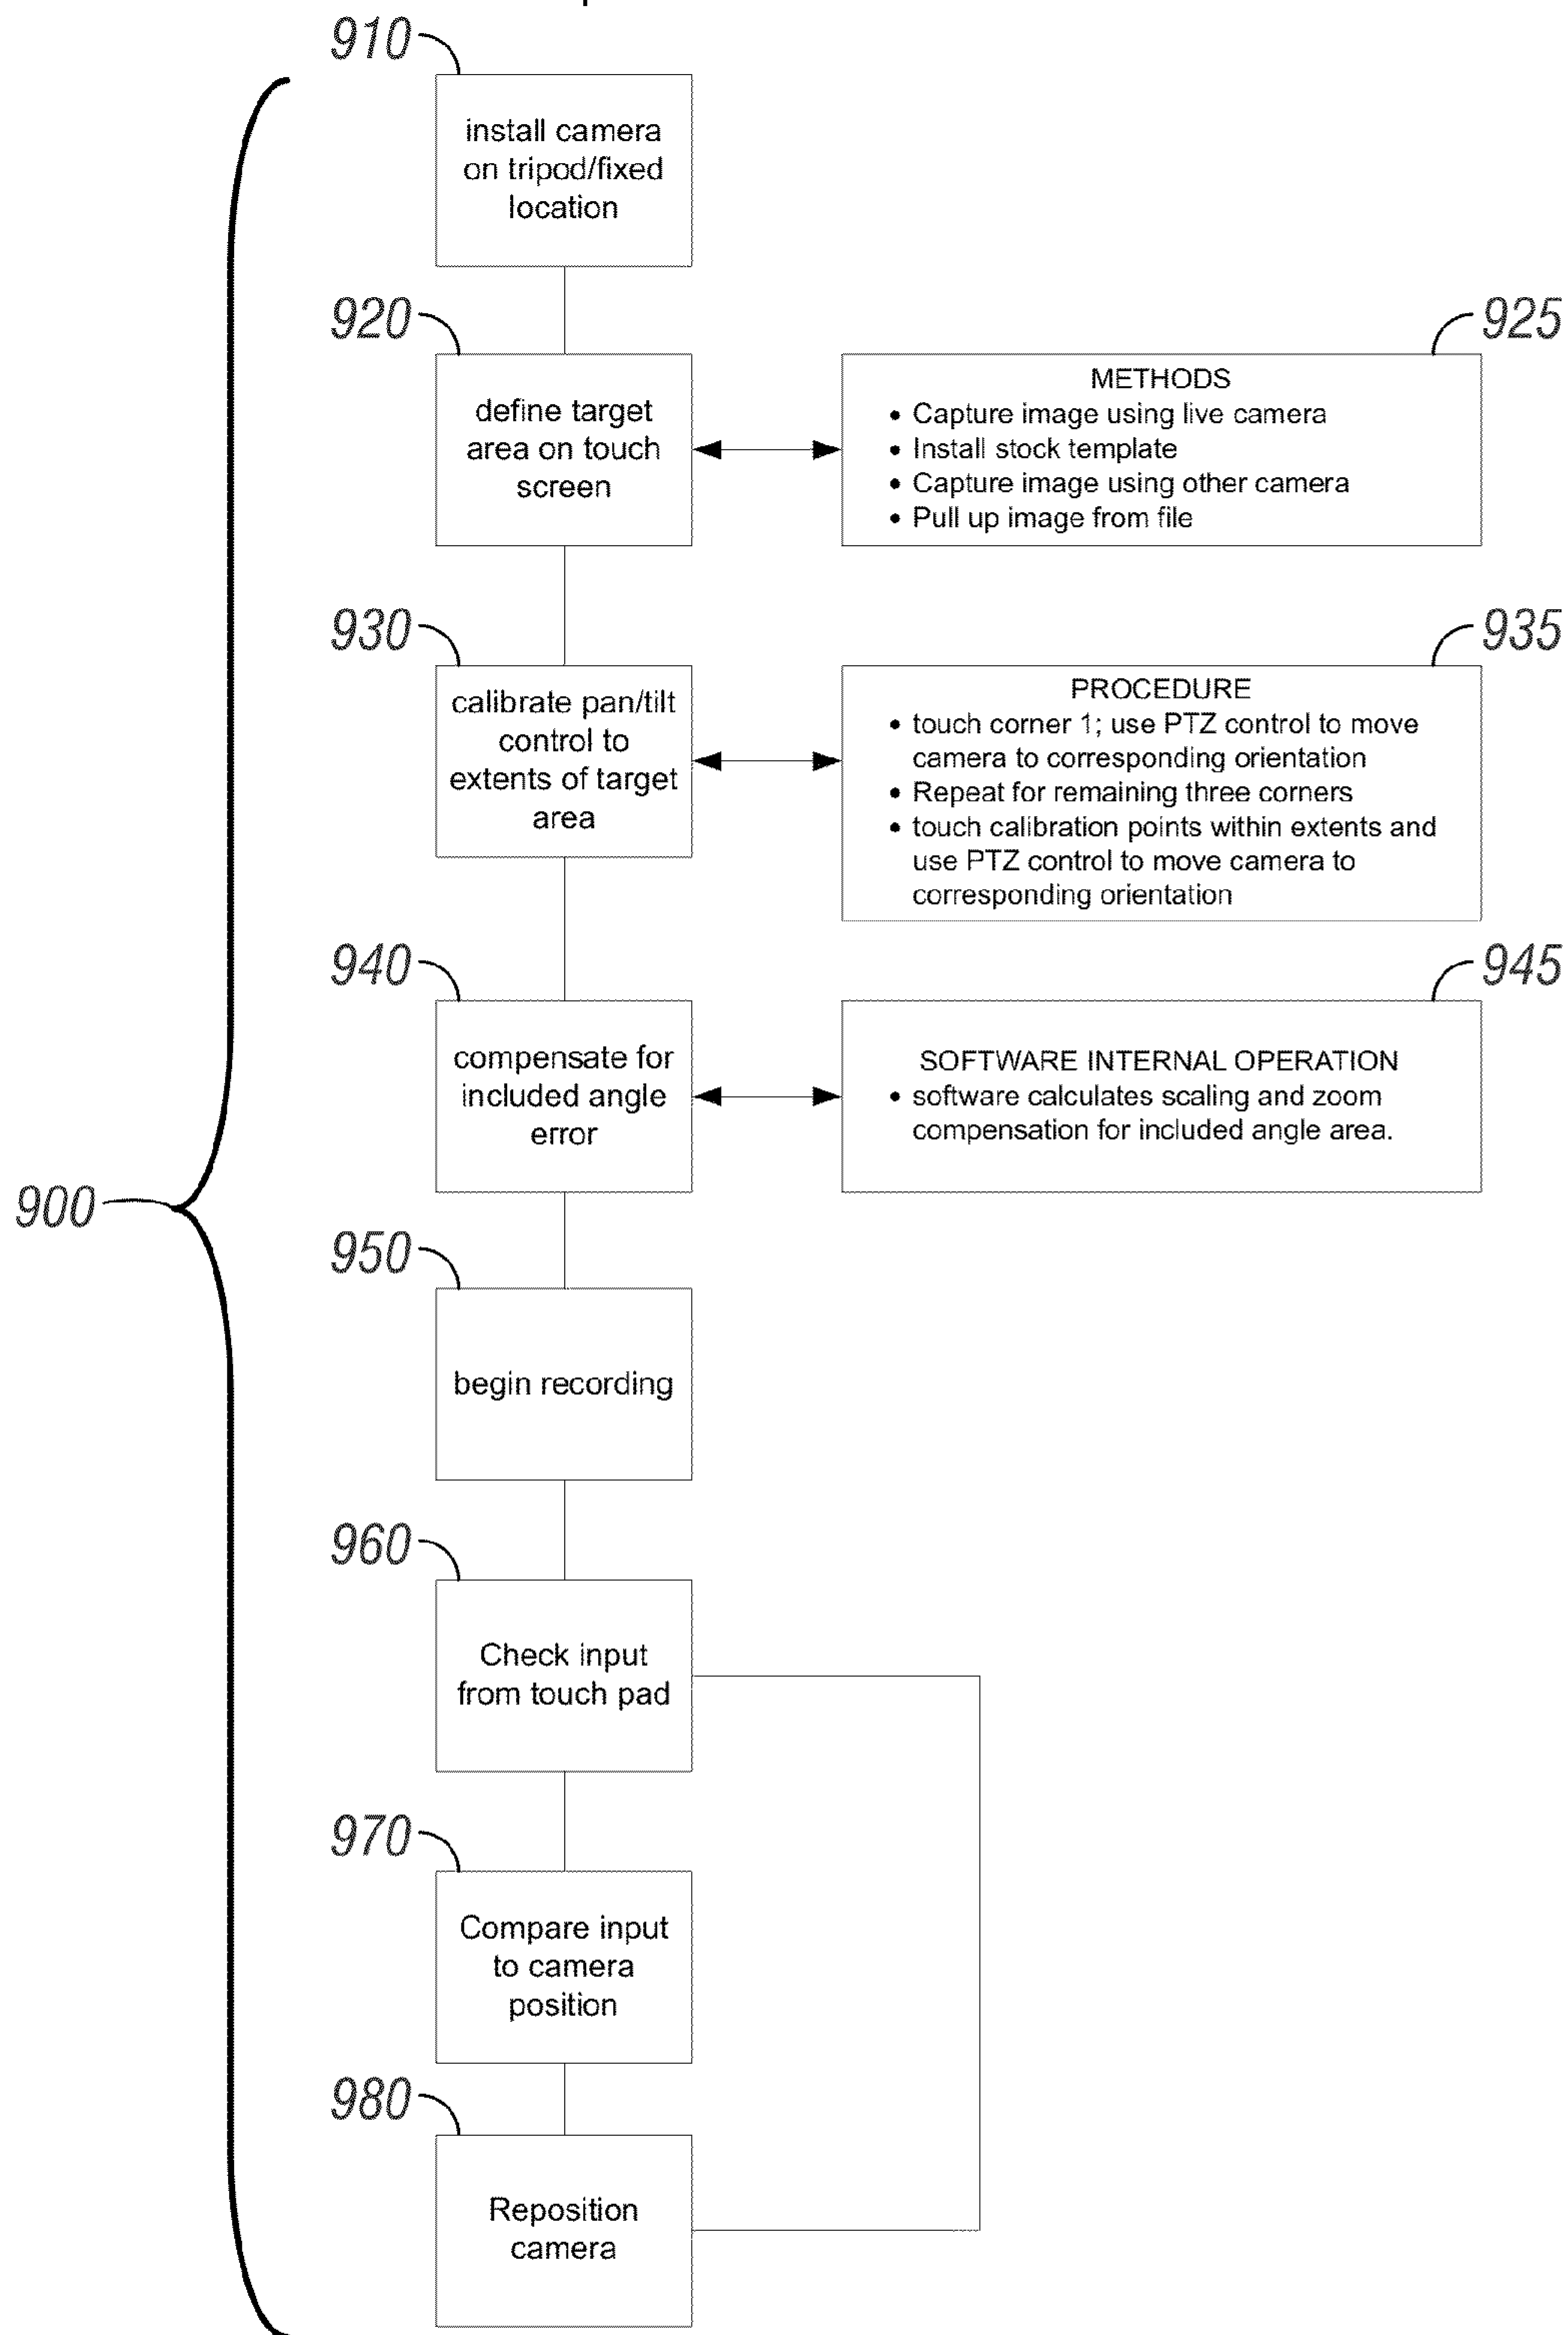 910
install camera
on tripod/fixed
location
920
define target
area on touch
screen
925
METHODS
• Capture image using live camera
• Install stock template
• Capture image using other camera
• Pull up image from file
930
calibrate pan/tilt
control to
extents of target
area
935
PROCEDURE
• touch corner 1; use PTZ control to move
camera to corresponding orientation
• Repeat for remaining three corners
• touch calibration points within extents and
use PTZ control to move camera to
corresponding orientation
940
compensate for
included angle
error
945
SOFTWARE INTERNAL OPERATION
• software calculates scaling and zoom
compensation for included angle area.
900
950
begin recording
960
Check input
from touch pad
970
Compare input
to camera
position
980
Reposition
camera